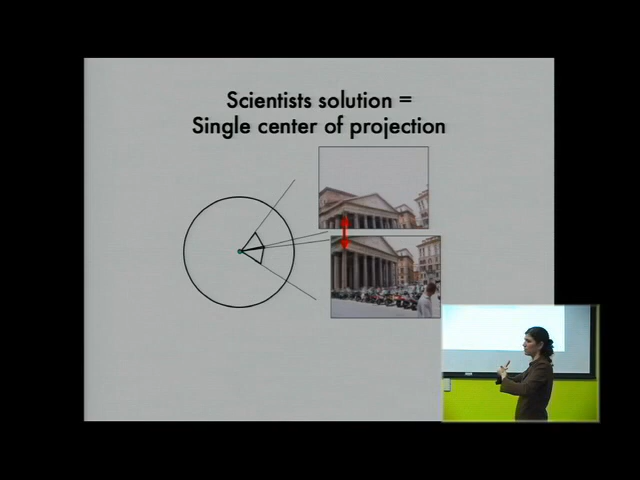 Scientists solution =
Single center of projection